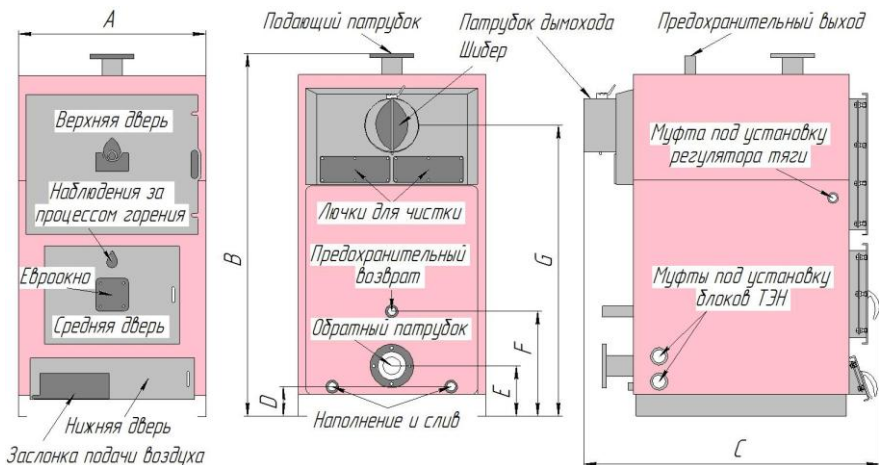 A
Верхняя дверь
Наблюдения за
процессом горения
Евроокно
Средняя дверь
Нижняя дверь
Заслонка подачи воздуха
Подающий патрубок
Патрубок дымохода
Шибер
B
Лючки для чистки
G
Предохранительный
возврат
Обратный патрубок
F
E
D
Наполнение и слив
Предохранительный выход
Муфта под установку
регулятора тяги
Муфты под установку
блоков ТЭН
C